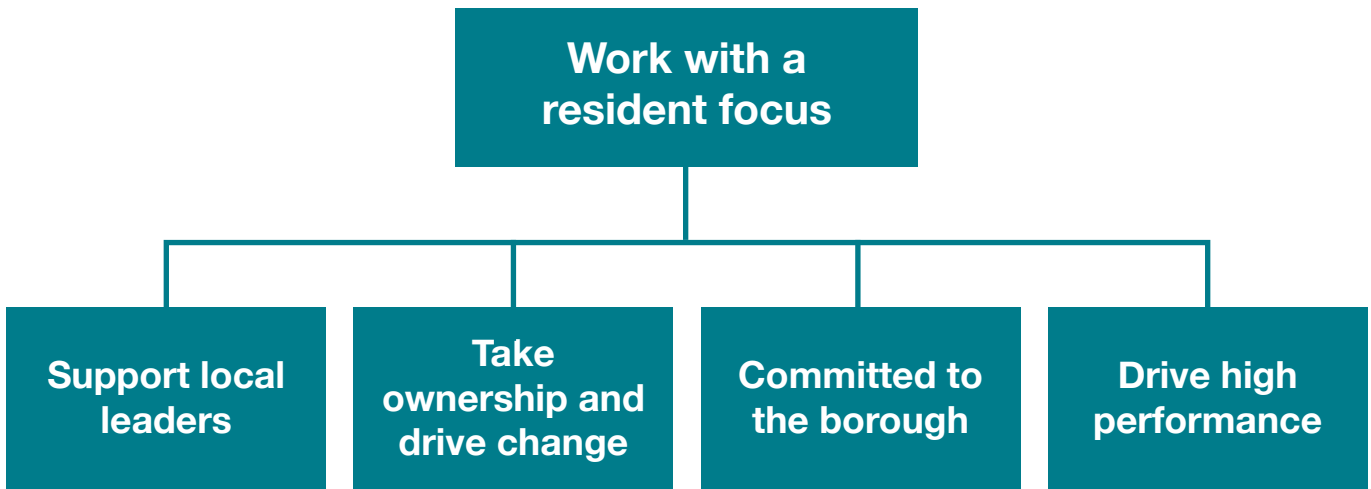 Work with a
resident focus
Support local
leaders
Take
ownership and
drive change
Committed to
the borough
Drive high
performance